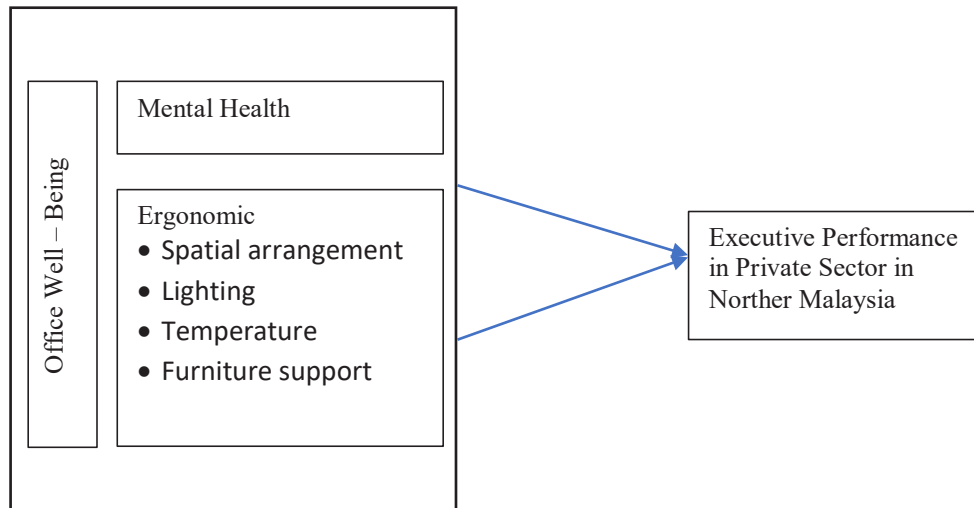 Office Well – Being
Mental Health
Ergonomic
• Spatial arrangement
• Lighting
• Temperature
• Furniture support
Executive Performance
in Private Sector in
Norther Malaysia